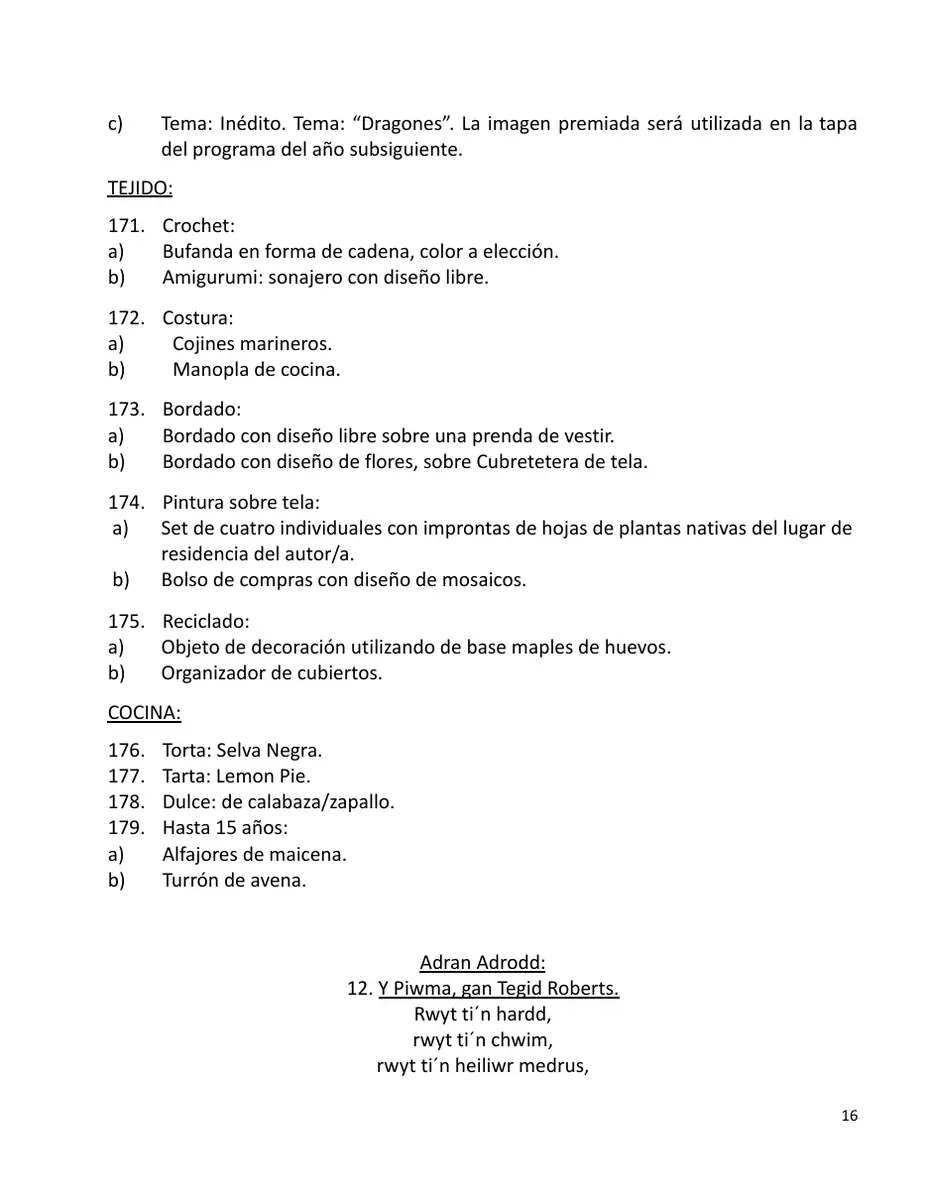 c) Tema: Inédito. Tema: “Dragones”. La imagen premiada será utilizada en la tapa
del programa del año subsiguiente.
TEJIDO:
171. Crochet:
a) Bufanda en forma de cadena, color a elección.
b) Amigurumi: sonajero con diseño libre.
172. Costura:
a) Cojines marineros.
b) Manopla de cocina.
173. Bordado:
a) Bordado con diseño libre sobre una prenda de vestir.
b) Bordado con diseño de flores, sobre Cubretetera de tela.
174. Pintura sobre tela:
a) Set de cuatro individuales con improntas de hojas de plantas nativas del lugar de
residencia del autor/a.
b) Bolso de compras con diseño de mosaicos.
175. Reciclado:
a) Objeto de decoración utilizando de base maples de huevos.
b) Organizador de cubiertos.
COCINA:
176. Torta: Selva Negra.
177. Tarta: Lemon Pie.
178. Dulce: de calabaza/zapallo.
179. Hasta 15 años:
a) Alfajores de maicena.
b) Turrón de avena.
Adran Adrodd:
12. Y Piwma, gan Tegid Roberts.
Rwyt ti´n hardd,
rwyt ti´n chwim,
rwyt ti´n heiliwr medrus,
16